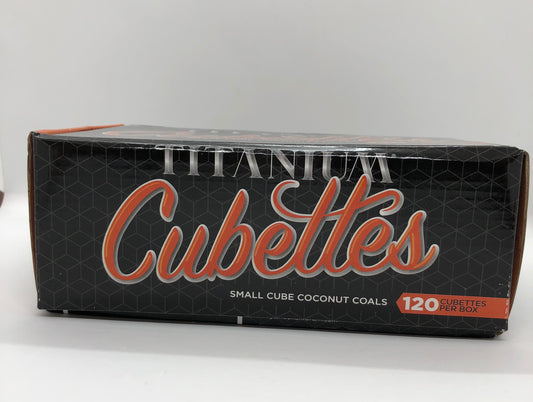 TITANIUM
Cubettes
SMALL CUBE COCONUT COALS
120 CUBETTES
PER BOX